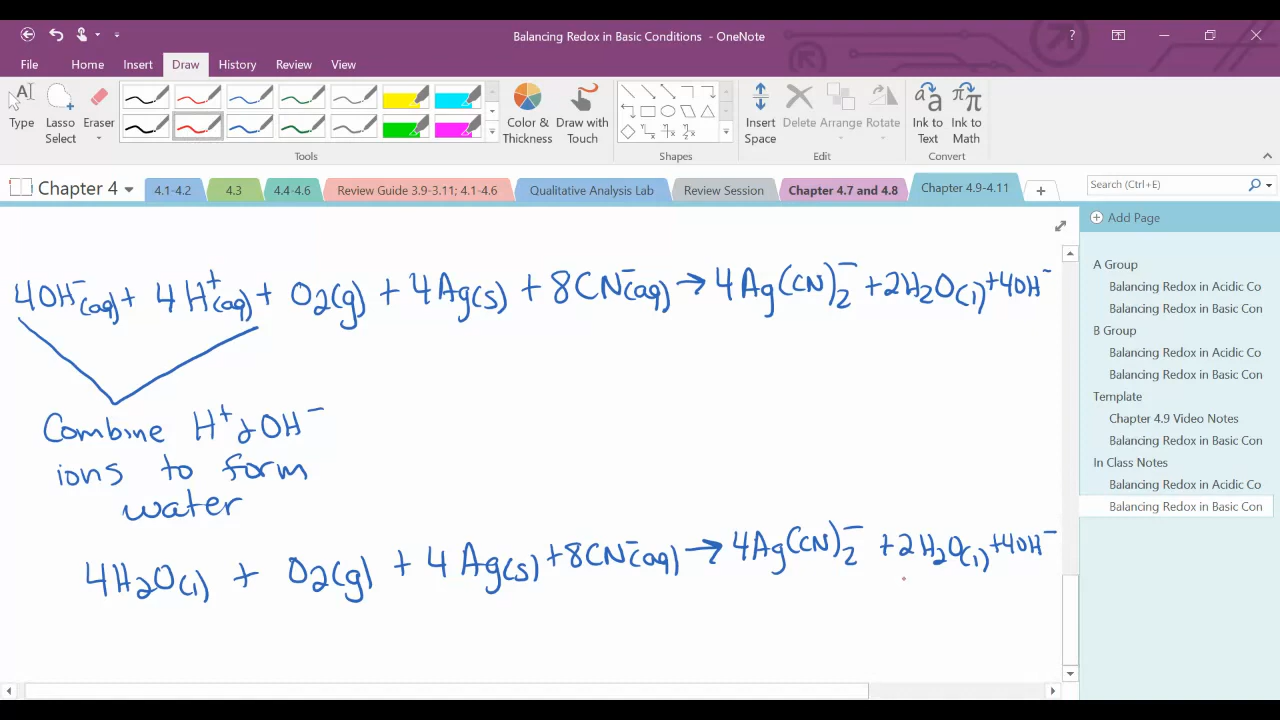 Balancing Redox in Basic Conditions - OneNote
?
File Home Insert Draw History Review View
Type
Lasso Select
Eraser
Color & Thickness
Draw with Touch
Insert Space
Delete
Arrange
Rotate
Ink to Text
Ink to Math
Tools
Shapes
Edit
Convert
Chapter 4
4.1-4.2
4.3
4.4-4.6
Review Guide 3.9-3.11; 4.1-4.6
Qualitative Analysis Lab
Review Session
Chapter 4.7 and 4.8
Chapter 4.9-4.11
+
Search (Ctrl+E)
4OH⁻(aq) + 4H⁺(aq) + O₂(g) + 4Ag(s) + 8CN⁻(aq) → 4Ag(CN)₂⁻ + 2H₂O(l) + 4OH⁻
Combine H⁺ & OH⁻
ions to form
water
4H₂O(l) + O₂(g) + 4Ag(s) + 8CN⁻(aq) → 4Ag(CN)₂⁻ + 2H₂O(l) + 4OH⁻
Add Page
A Group
Balancing Redox in Acidic Co
Balancing Redox in Basic Con
B Group
Balancing Redox in Acidic Co
Balancing Redox in Basic Con
Template
Chapter 4.9 Video Notes
Balancing Redox in Basic Con
In Class Notes
Balancing Redox in Acidic Co
Balancing Redox in Basic Con